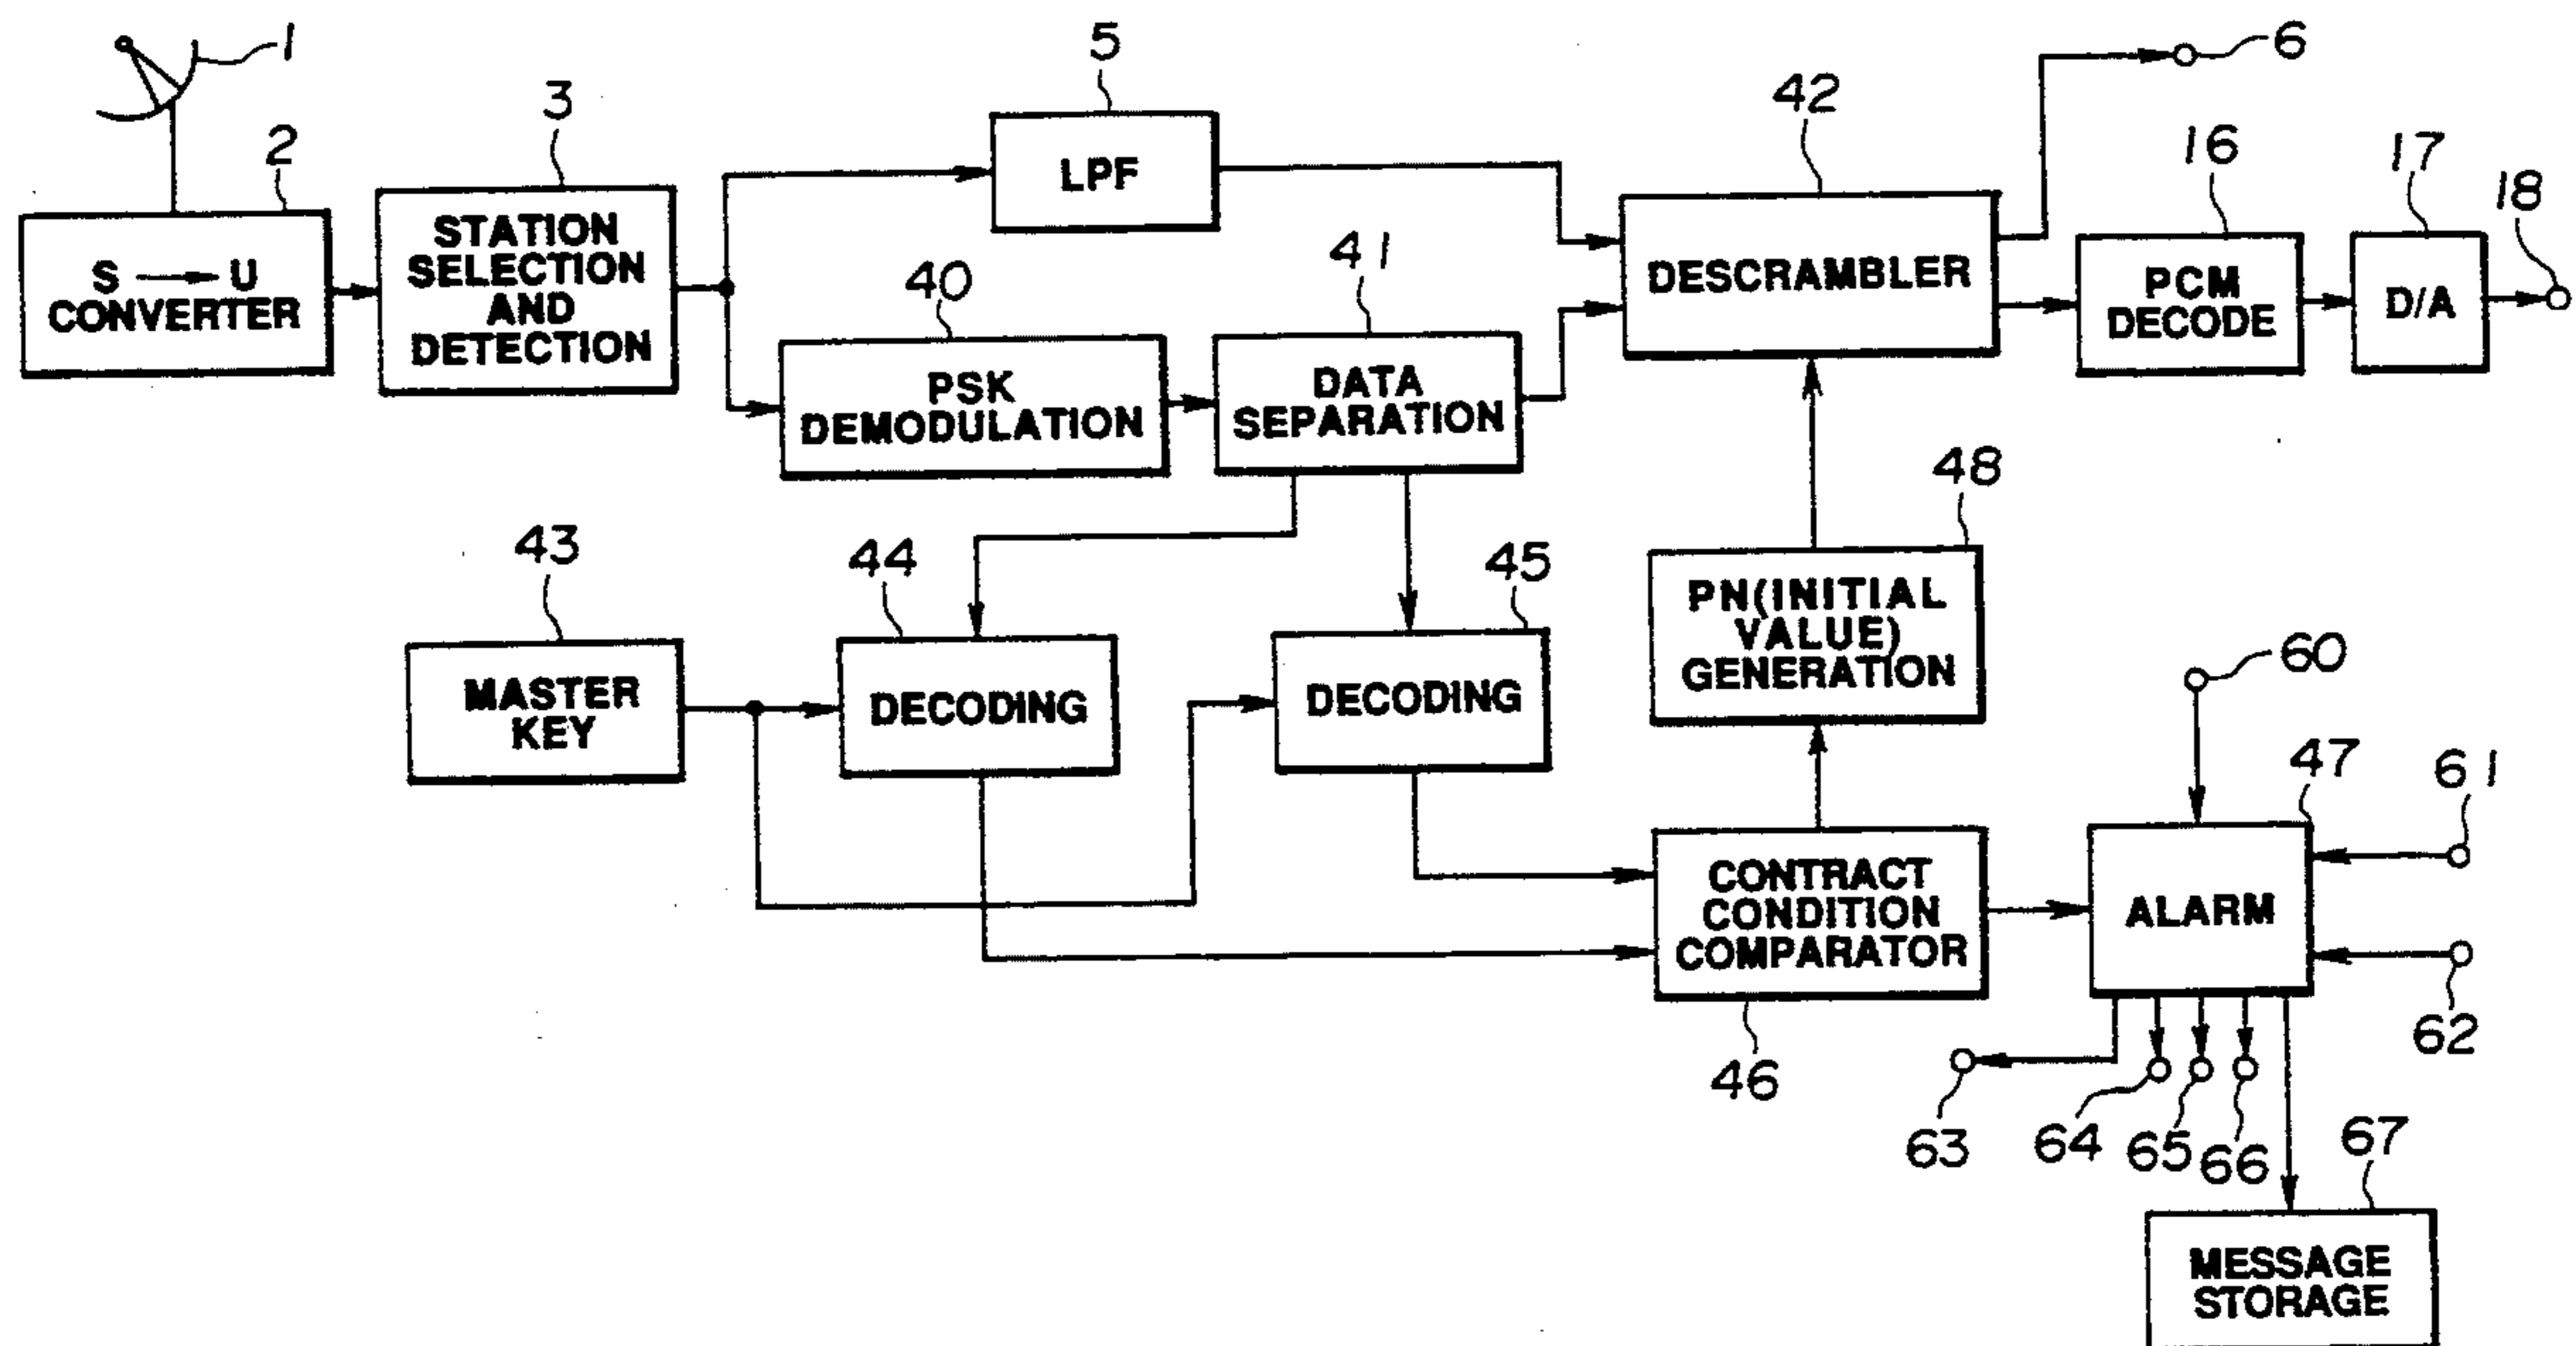 1
2
S → U
CONVERTER
3
STATION
SELECTION
AND
DETECTION
5
LPF
40
PSK
DEMODULATION
41
DATA
SEPARATION
42
DESCRAMBLER
6
16
PCM
DECODE
17
D/A
18
43
MASTER
KEY
44
DECODING
45
DECODING
48
PN(INITIAL
VALUE)
GENERATION
CONTRACT
CONDITION
COMPARATOR
46
60
47
61
ALARM
62
63
64
65
66
67
MESSAGE
STORAGE